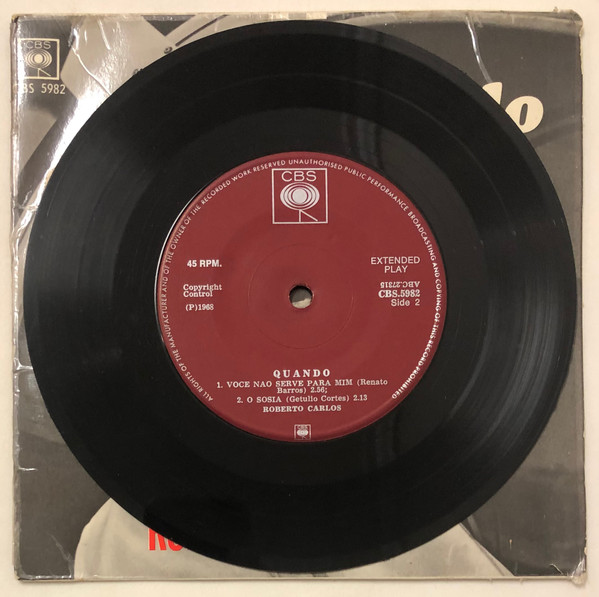 CBS
CBS 5982
do
ALL RIGHTS OF THE MANUFACTURER AND OF THE OWNER OF THE RECORDED WORK RESERVED UNAUTHORISED PUBLIC PERFORMANCE BROADCASTING AND COPYING OF THIS RECORD PROHIBITED
CBS
45 RPM.
EXTENDED
PLAY
Copyright
Control
(P)1968
ABC.27315
CBS.5982
Side 2
QUANDO
1. VOCE NAO SERVE PARA MIM (Renato
Barros) 2.56;
2. O SOSIA (Getulio Cortes) 2.13
ROBERTO CARLOS